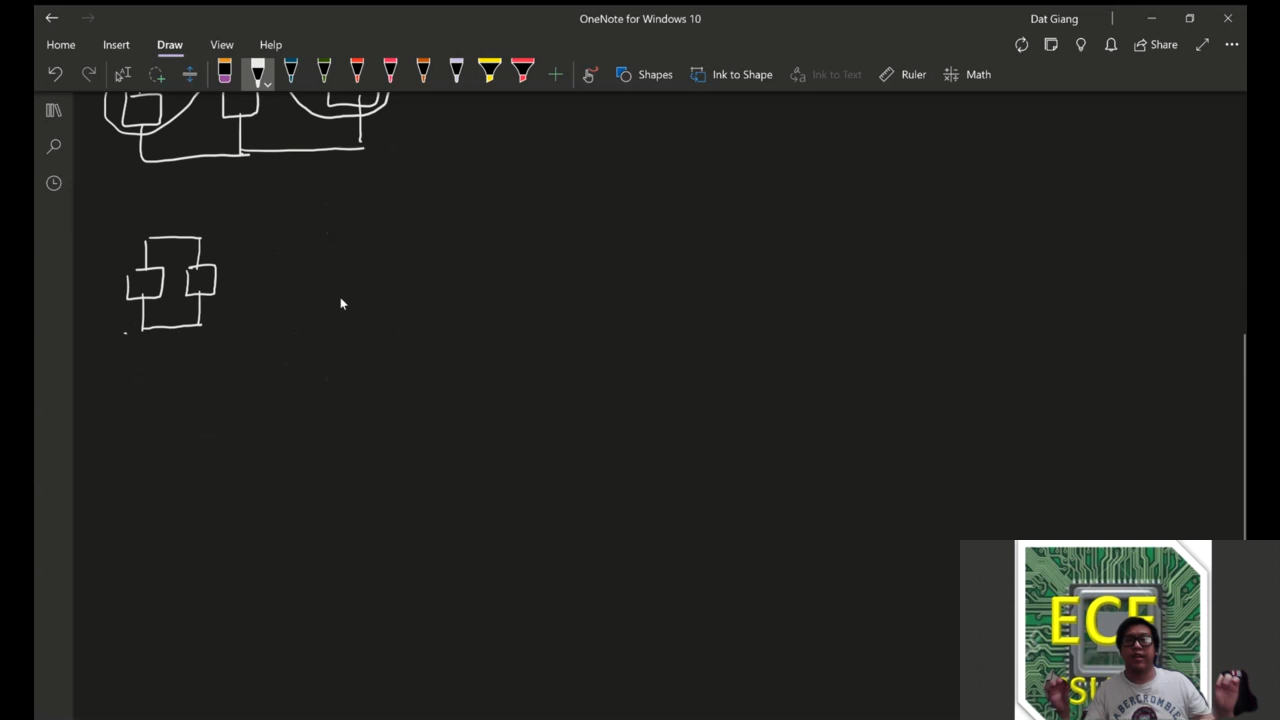 OneNote for Windows 10
Dat Giang
Home Insert Draw View Help
Share
Shapes Ink to Shape Ink to Text Ruler Math
ECE
ABERCROMBIE